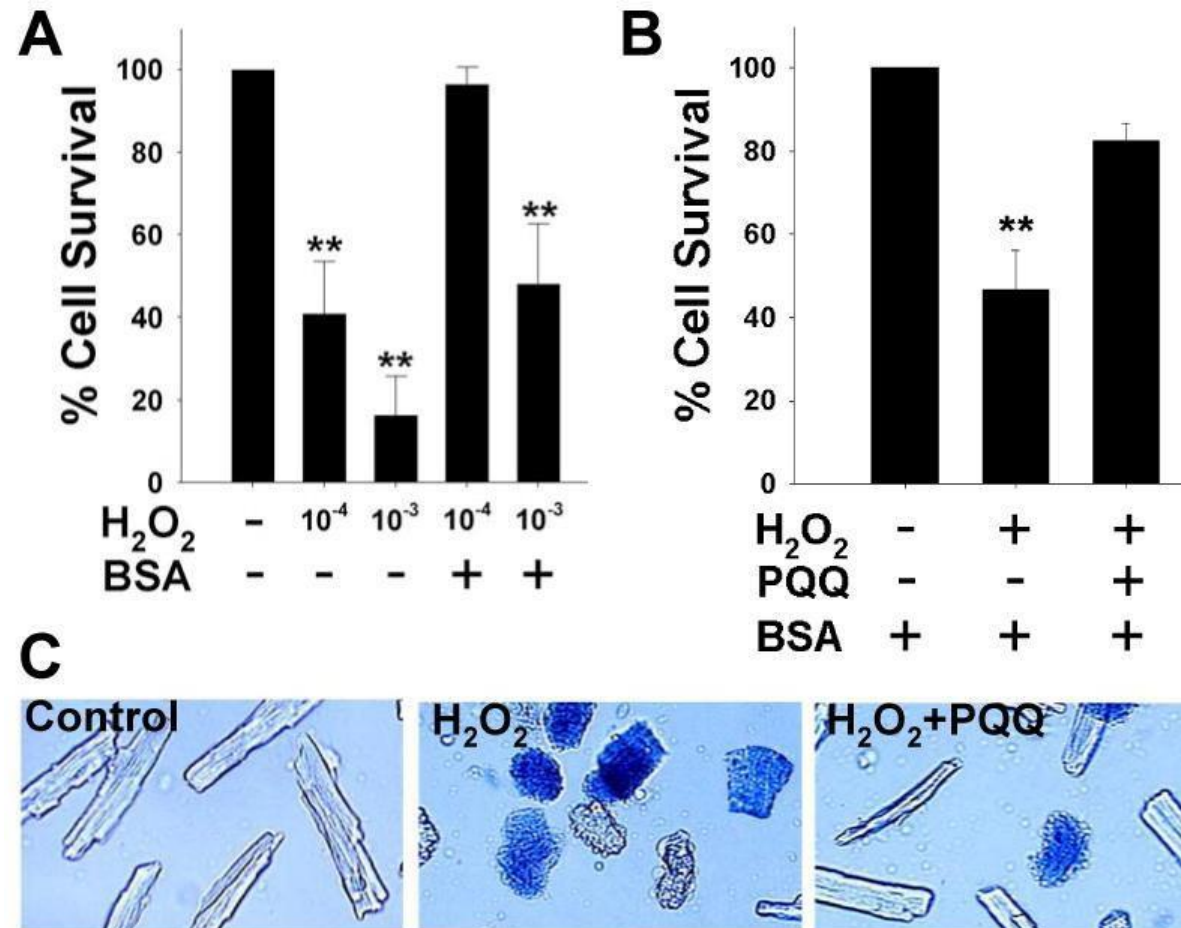 A
% Cell Survival
100
80
60
40
20
0
**
**
**
H₂O₂ - 10⁻⁴ 10⁻³ 10⁻⁴ 10⁻³
BSA - - - + +
B
% Cell Survival
100
80
60
40
20
0
**
H₂O₂ - + +
PQQ - - +
BSA + + +
C
Control
H₂O₂
H₂O₂+PQQ